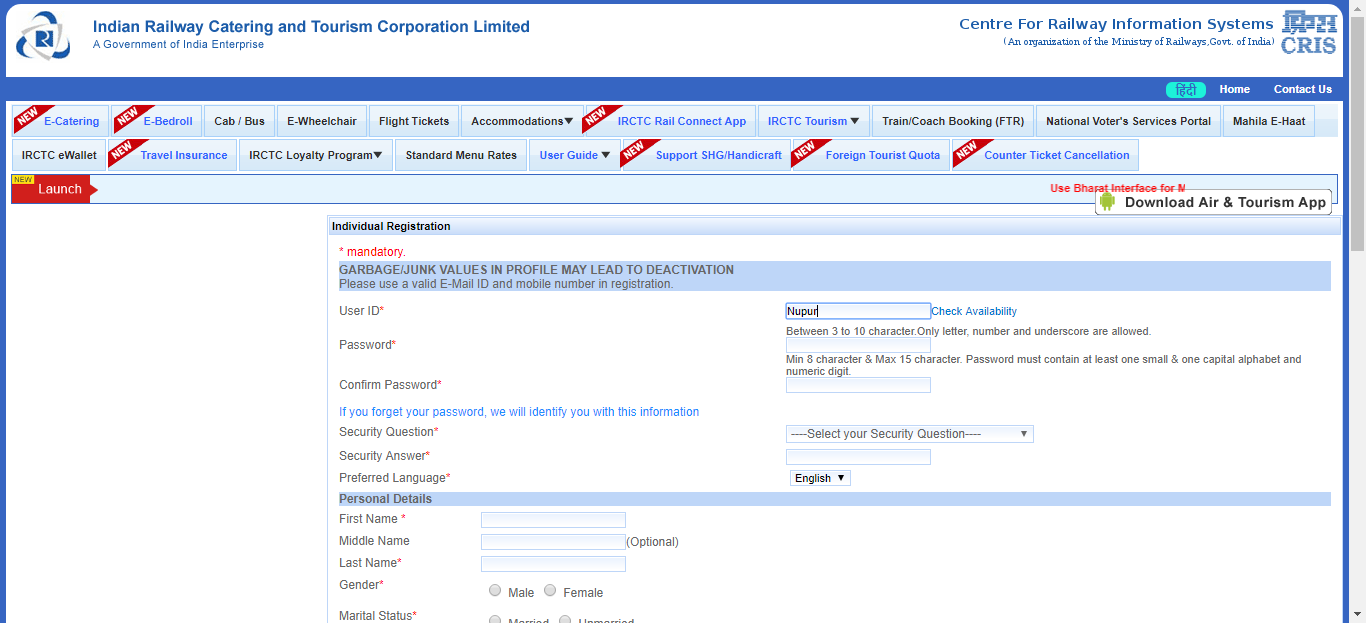 Indian Railway Catering and Tourism Corporation Limited
A Government of India Enterprise
Centre For Railway Information Systems
(An organization of the Ministry of Railways,Govt. of India)
क्रिस
CRIS
हिंदी Home Contact Us
NEW E-Catering NEW E-Bedroll Cab / Bus E-Wheelchair Flight Tickets Accommodations▼ NEW IRCTC Rail Connect App IRCTC Tourism ▼ Train/Coach Booking (FTR) National Voter's Services Portal Mahila E-Haat
IRCTC eWallet NEW Travel Insurance IRCTC Loyalty Program▼ Standard Menu Rates User Guide ▼ NEW Support SHG/Handicraft NEW Foreign Tourist Quota NEW Counter Ticket Cancellation
NEW
Launch
Use Bharat Interface for M
Download Air & Tourism App
Individual Registration
* mandatory.
GARBAGE/JUNK VALUES IN PROFILE MAY LEAD TO DEACTIVATION
Please use a valid E-Mail ID and mobile number in registration.
User ID* Nupur Check Availability
Between 3 to 10 character.Only letter, number and underscore are allowed.
Password*
Min 8 character & Max 15 character. Password must contain at least one small & one capital alphabet and
numeric digit.
Confirm Password*
If you forget your password, we will identify you with this information
Security Question* ----Select your Security Question---- ▼
Security Answer*
Preferred Language* English ▼
Personal Details
First Name *
Middle Name (Optional)
Last Name*
Gender* Male Female
Marital Status* Married Unmarried